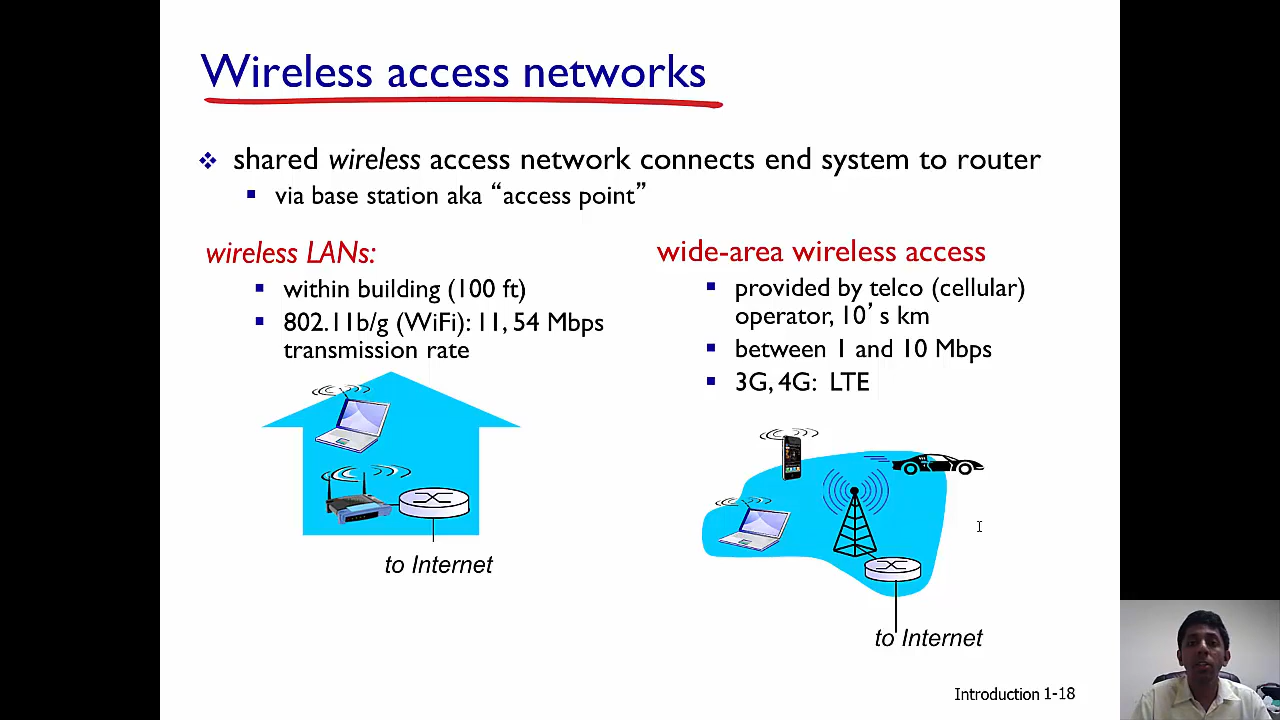 Wireless access networks
shared wireless access network connects end system to router
via base station aka “access point”
wireless LANs:
within building (100 ft)
802.11b/g (WiFi): 11, 54 Mbps
transmission rate
to Internet
wide-area wireless access
provided by telco (cellular)
operator, 10’ s km
between 1 and 10 Mbps
3G, 4G: LTE
to Internet
Introduction 1-18